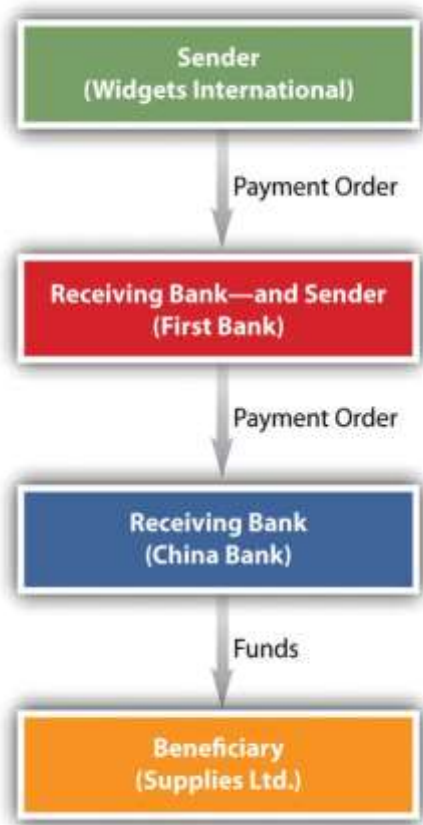 Sender
(Widgets International)
Payment Order
Receiving Bank—and Sender
(First Bank)
Payment Order
Receiving Bank
(China Bank)
Funds
Beneficiary
(Supplies Ltd.)